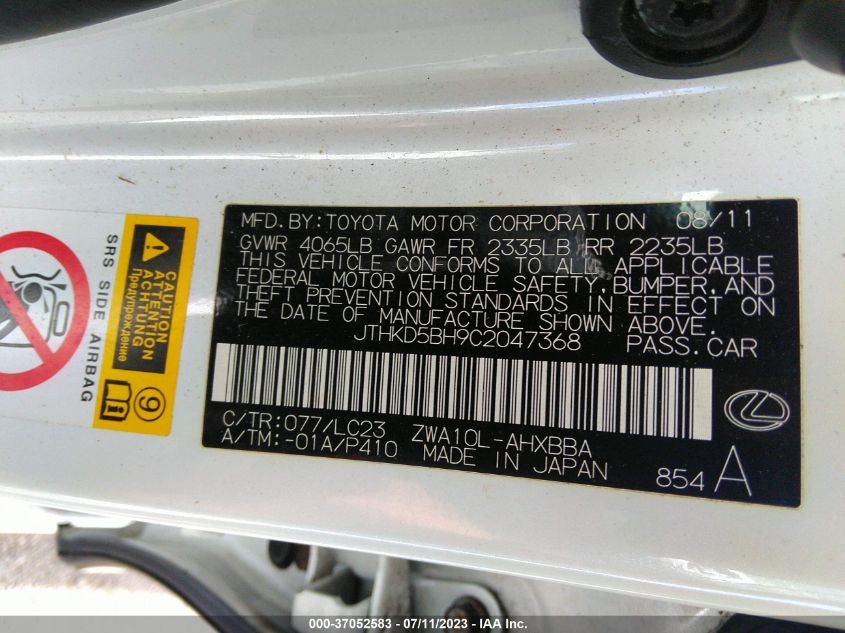 MFD.BY:TOYOTA MOTOR CORPORATION 08/11
GVWR 4065LB GAWR FR 2335LB RR 2235LB
THIS VEHICLE CONFORMS TO ALL APPLICABLE
FEDERAL MOTOR VEHICLE SAFETY,BUMPER,AND
THEFT PREVENTION STANDARDS IN EFFECT ON
THE DATE OF MANUFACTURE SHOWN ABOVE.
JTHKD5BH9C2047368 PASS.CAR
C/TR:077/LC23 ZWA10L-AHXBBA
A/TM:-01A/P410 MADE IN JAPAN
854 A
SRS SIDE AIRBAG
CAUTION
ATTENTION
ACHTUNG
Предупреждение
9
000-37052583 - 07/11/2023 - IAA Inc.